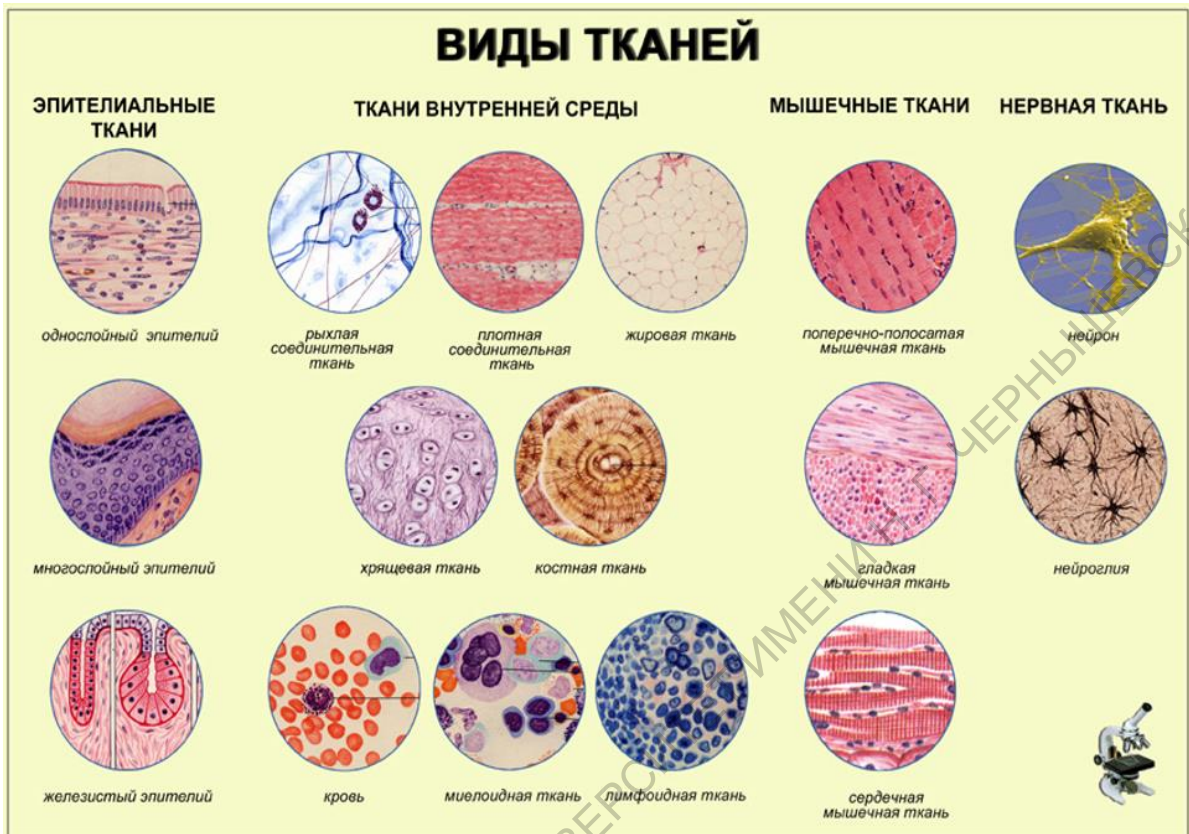 ВИДЫ ТКАНЕЙ
ЭПИТЕЛИАЛЬНЫЕ
ТКАНИ
ТКАНИ ВНУТРЕННЕЙ СРЕДЫ
МЫШЕЧНЫЕ ТКАНИ
НЕРВНАЯ ТКАНЬ
однослойный эпителий
рыхлая
соединительная
ткань
плотная
соединительная
ткань
жировая ткань
поперечно-полосатая
мышечная ткань
нейрон
многослойный эпителий
хрящевая ткань
костная ткань
гладкая
мышечная ткань
нейроглия
железистый эпителий
кровь
миелоидная ткань
лимфоидная ткань
сердечная
мышечная ткань
ИМЕНИ Н. Г. ЧЕРНЫШЕВСК